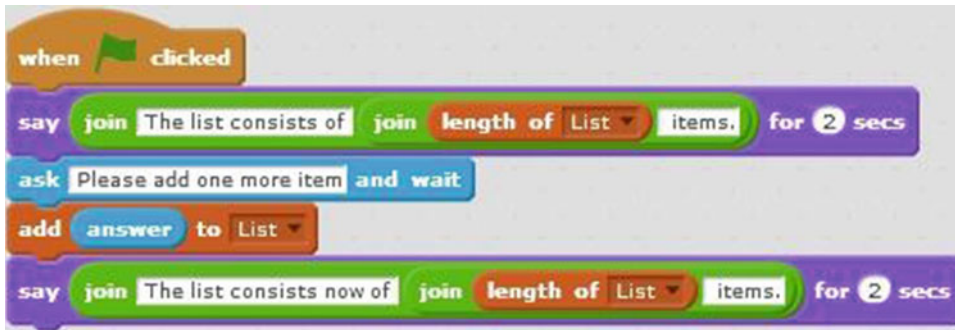 when clicked
say join The list consists of join length of List items. for 2 secs
ask Please add one more item and wait
add answer to List
say join The list consists now of join length of List items. for 2 secs